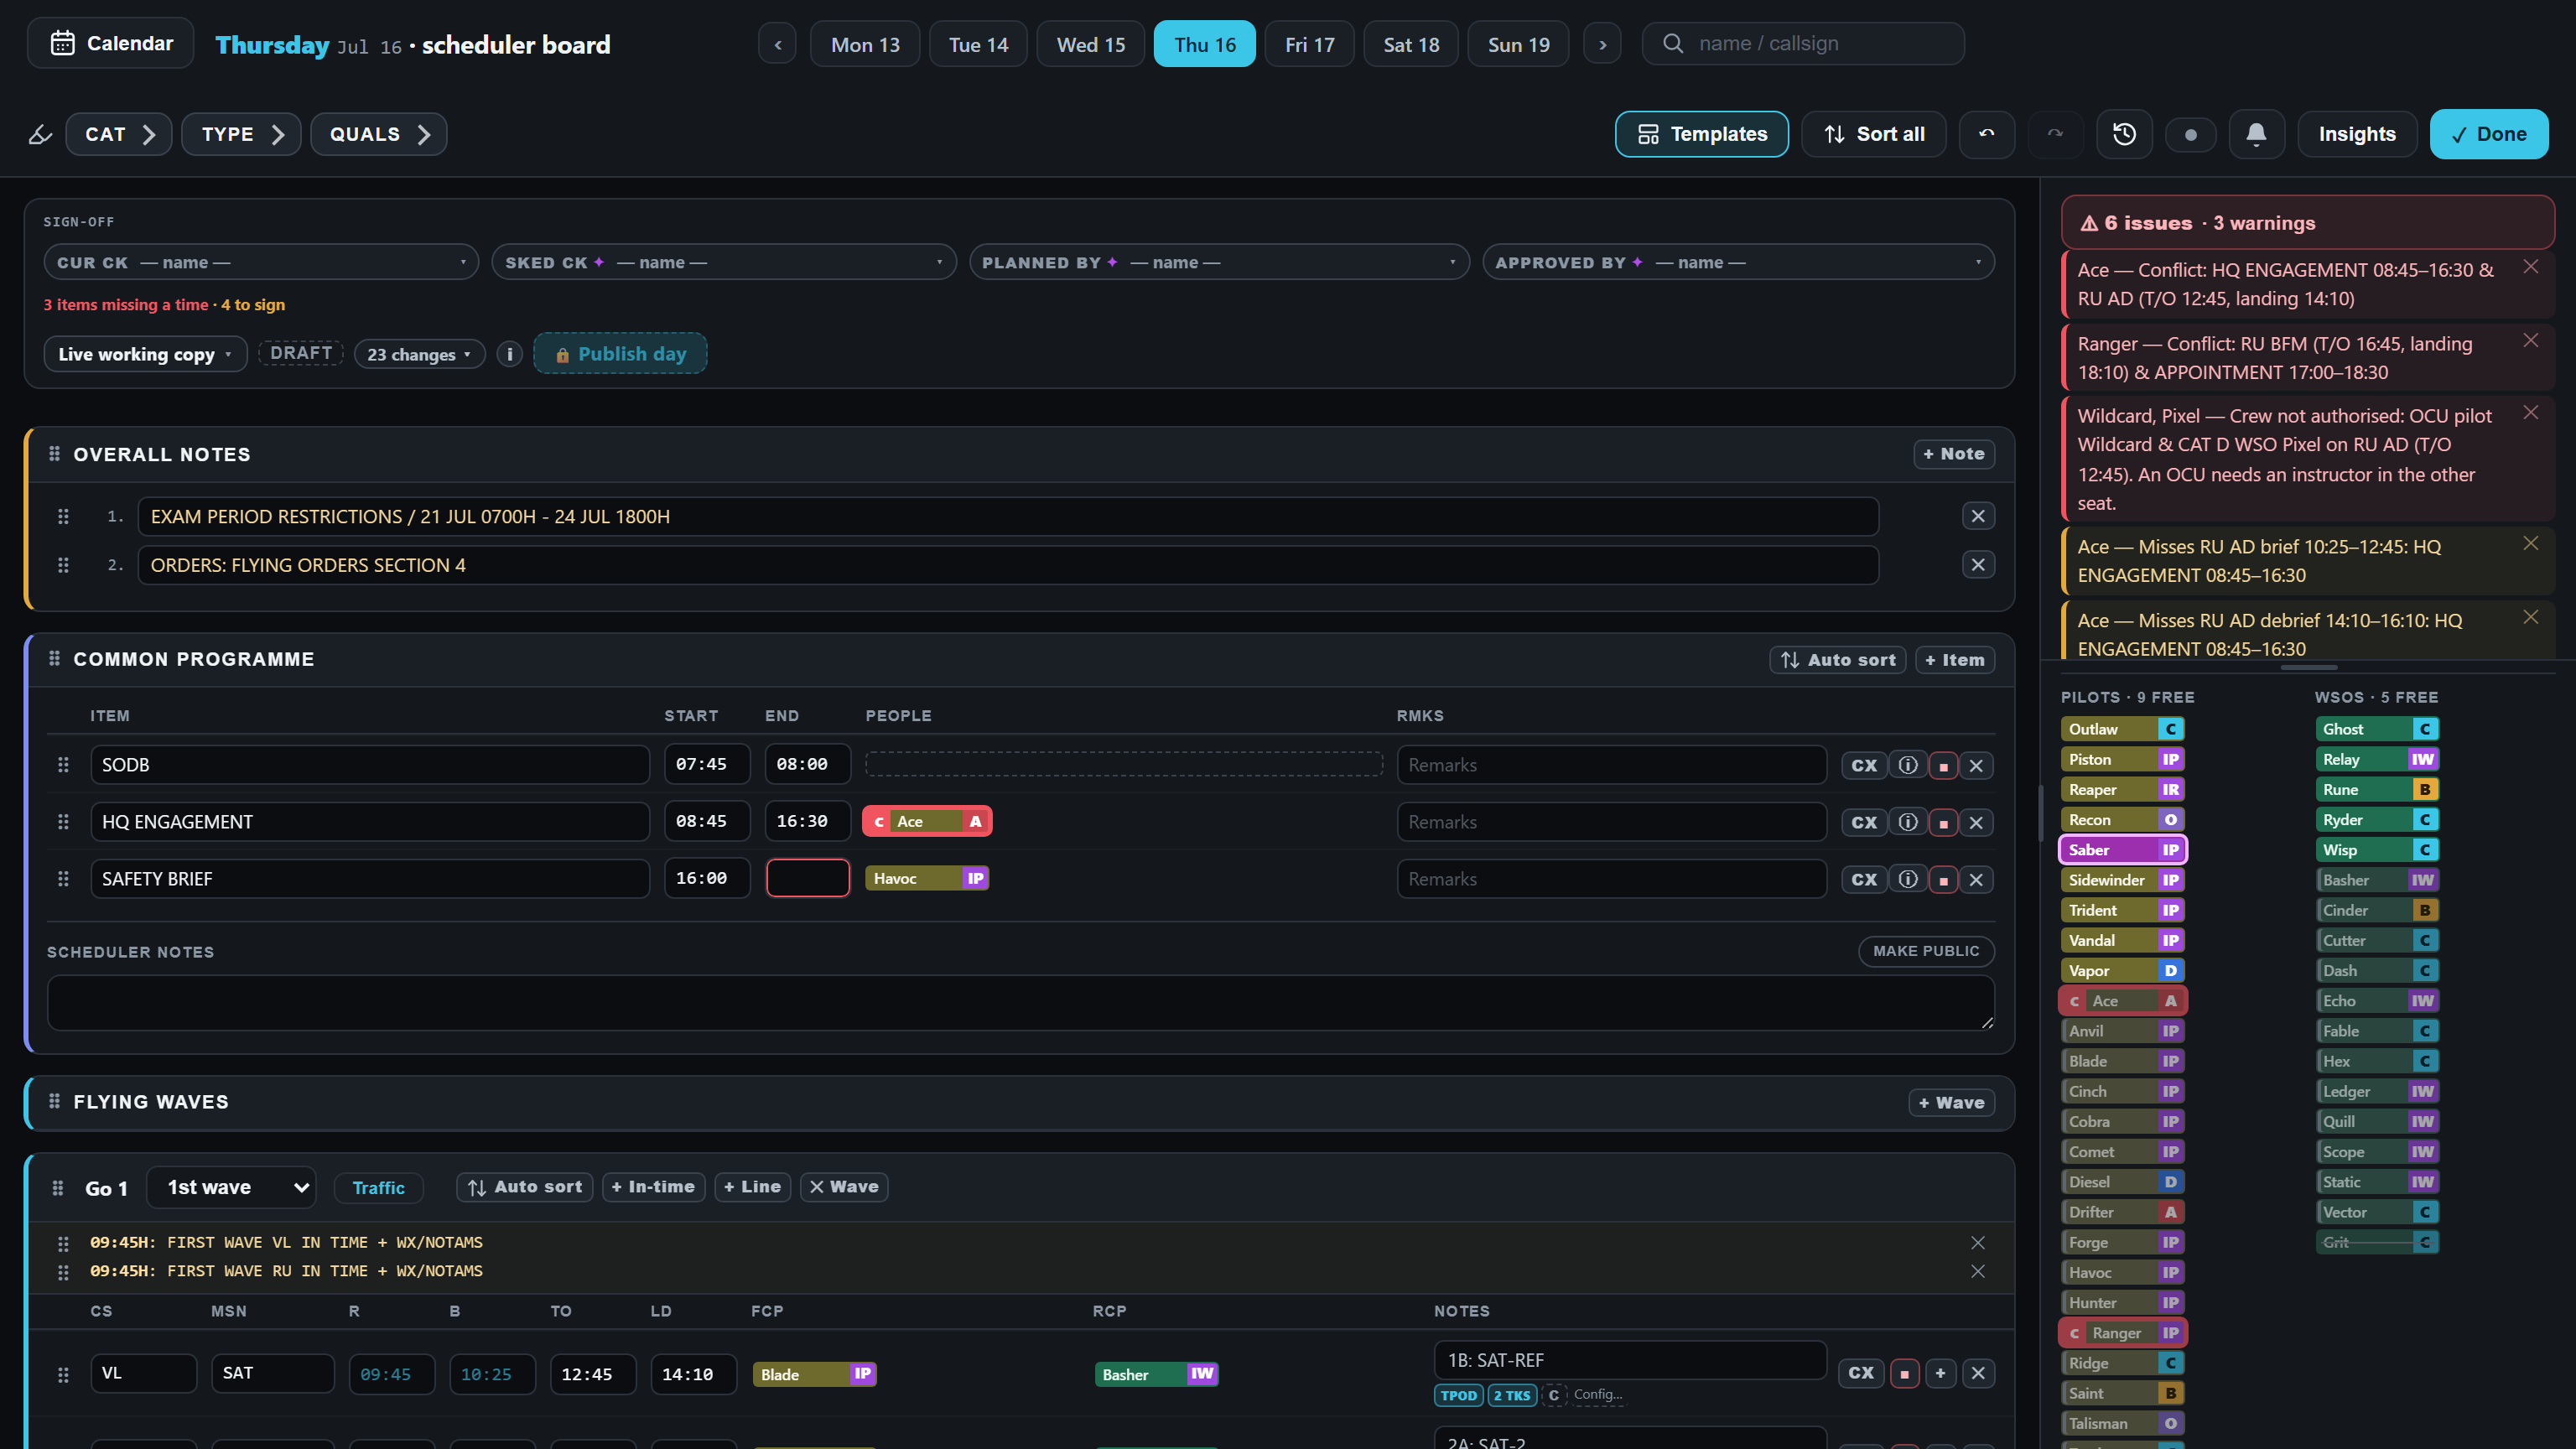 Calendar
Thursday Jul 16 · scheduler board
‹ Mon 13 Tue 14 Wed 15 Thu 16 Fri 17 Sat 18 Sun 19 ›
name / callsign
CAT TYPE QUALS
Templates Sort all Insights ✓ Done
SIGN-OFF
CUR CK — name —
SKED CK ✦ — name —
PLANNED BY ✦ — name —
APPROVED BY ✦ — name —
3 items missing a time · 4 to sign
Live working copy DRAFT 23 changes i Publish day
OVERALL NOTES
+ Note
1. EXAM PERIOD RESTRICTIONS / 21 JUL 0700H - 24 JUL 1800H
2. ORDERS: FLYING ORDERS SECTION 4
COMMON PROGRAMME
Auto sort + Item
ITEM START END PEOPLE RMKS
SODB 07:45 08:00 Remarks CX
HQ ENGAGEMENT 08:45 16:30 C Ace A Remarks CX
SAFETY BRIEF 16:00 Havoc IP Remarks CX
SCHEDULER NOTES
MAKE PUBLIC
FLYING WAVES
+ Wave
Go 1 1st wave Traffic Auto sort + In-time + Line X Wave
09:45H: FIRST WAVE VL IN TIME + WX/NOTAMS
09:45H: FIRST WAVE RU IN TIME + WX/NOTAMS
CS MSN R B TO LD FCP RCP NOTES
VL SAT 09:45 10:25 12:45 14:10 Blade IP Basher IW 1B: SAT-REF CX
TPOD 2 TKS C Config...
2A: SAT-2
⚠ 6 issues · 3 warnings
Ace — Conflict: HQ ENGAGEMENT 08:45–16:30 &
RU AD (T/O 12:45, landing 14:10)
Ranger — Conflict: RU BFM (T/O 16:45, landing
18:10) & APPOINTMENT 17:00–18:30
Wildcard, Pixel — Crew not authorised: OCU pilot
Wildcard & CAT D WSO Pixel on RU AD (T/O
12:45). An OCU needs an instructor in the other
seat.
Ace — Misses RU AD brief 10:25–12:45: HQ
ENGAGEMENT 08:45–16:30
Ace — Misses RU AD debrief 14:10–16:10: HQ
ENGAGEMENT 08:45–16:30
PILOTS · 9 FREE
Outlaw C
Piston IP
Reaper IR
Recon O
Saber IP
Sidewinder IP
Trident IP
Vandal IP
Vapor D
C Ace A
Anvil IP
Blade IP
Cinch IP
Cobra IP
Comet IP
Diesel D
Drifter A
Forge IP
Havoc IP
Hunter IP
C Ranger IP
Ridge C
Saint B
Talisman O
WSOS · 5 FREE
Ghost C
Relay IW
Rune B
Ryder C
Wisp C
Basher IW
Cinder B
Cutter C
Dash C
Echo IW
Fable C
Hex C
Ledger IW
Quill IW
Scope IW
Static IW
Vector C
Grit C